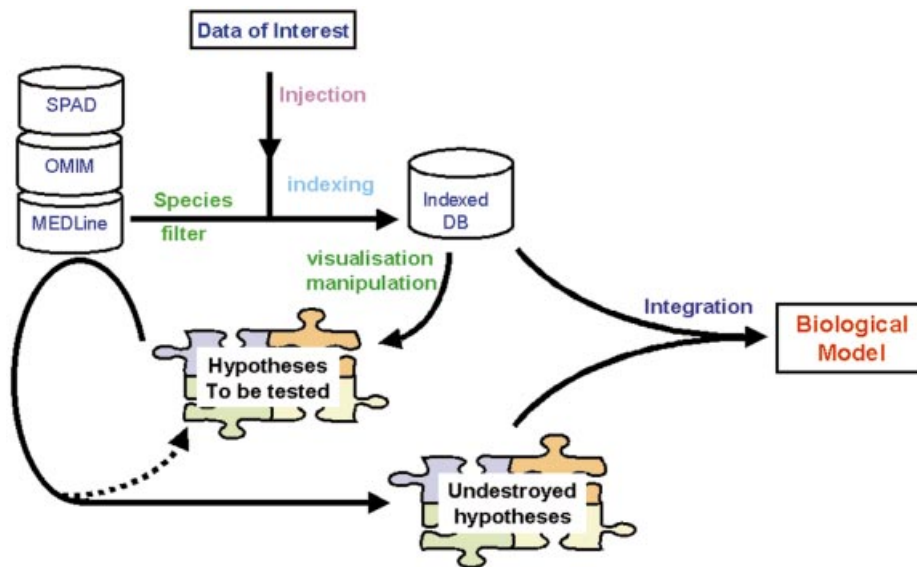 Data of Interest
SPAD
OMIM
MEDLine
Injection
Species
filter
indexing
Indexed
DB
visualisation
manipulation
Integration
Biological
Model
Hypotheses
To be tested
Undestroyed
hypotheses